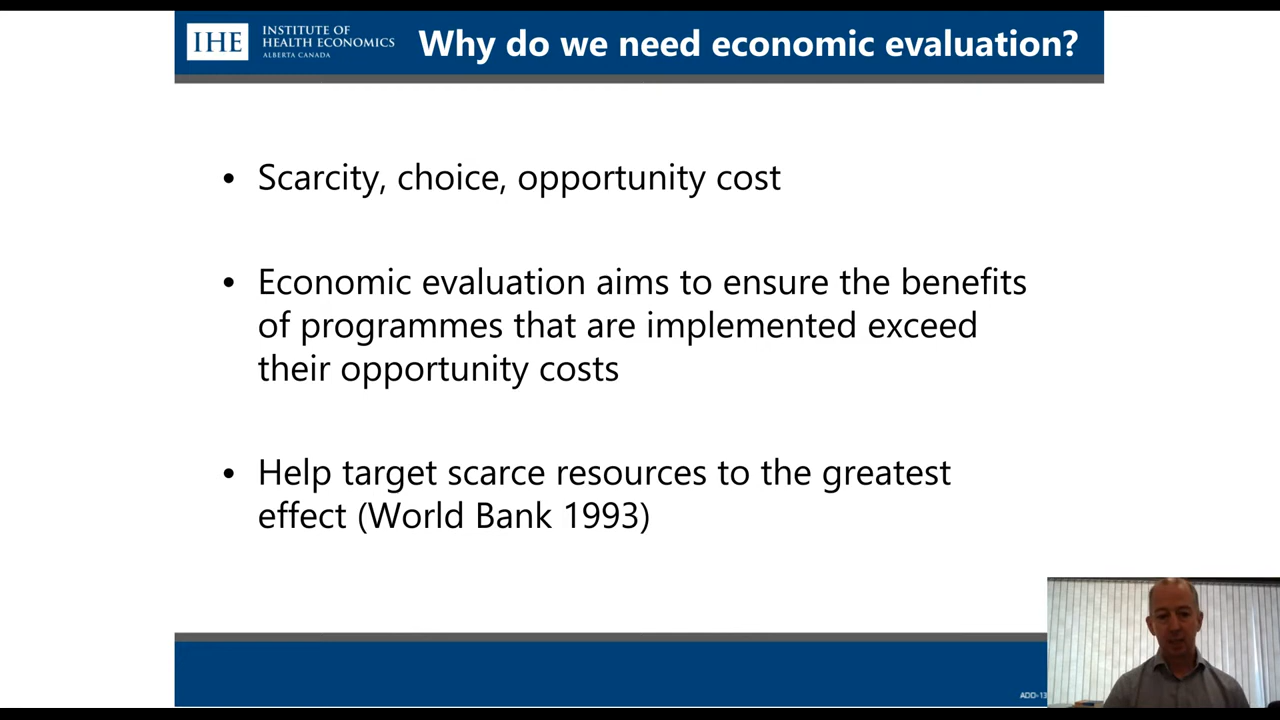 IHE
INSTITUTE OF
HEALTH ECONOMICS
ALBERTA CANADA
Why do we need economic evaluation?
• Scarcity, choice, opportunity cost
• Economic evaluation aims to ensure the benefits
of programmes that are implemented exceed
their opportunity costs
• Help target scarce resources to the greatest
effect (World Bank 1993)
ADD-13